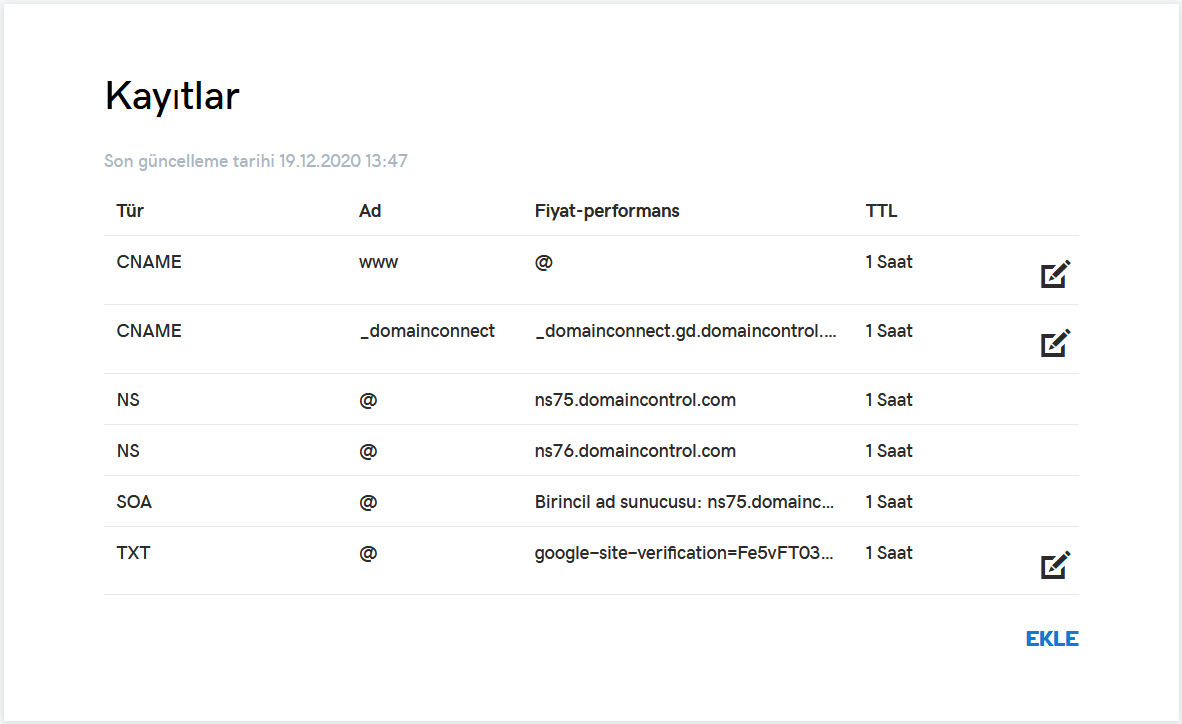 Kayıtlar
Son güncelleme tarihi 19.12.2020 13:47
Tür Ad Fiyat-performans TTL
CNAME www @ 1 Saat
CNAME _domainconnect _domainconnect.gd.domaincontrol.... 1 Saat
NS @ ns75.domaincontrol.com 1 Saat
NS @ ns76.domaincontrol.com 1 Saat
SOA @ Birincil ad sunucusu: ns75.domainc... 1 Saat
TXT @ google-site-verification=Fe5vFT03... 1 Saat
EKLE